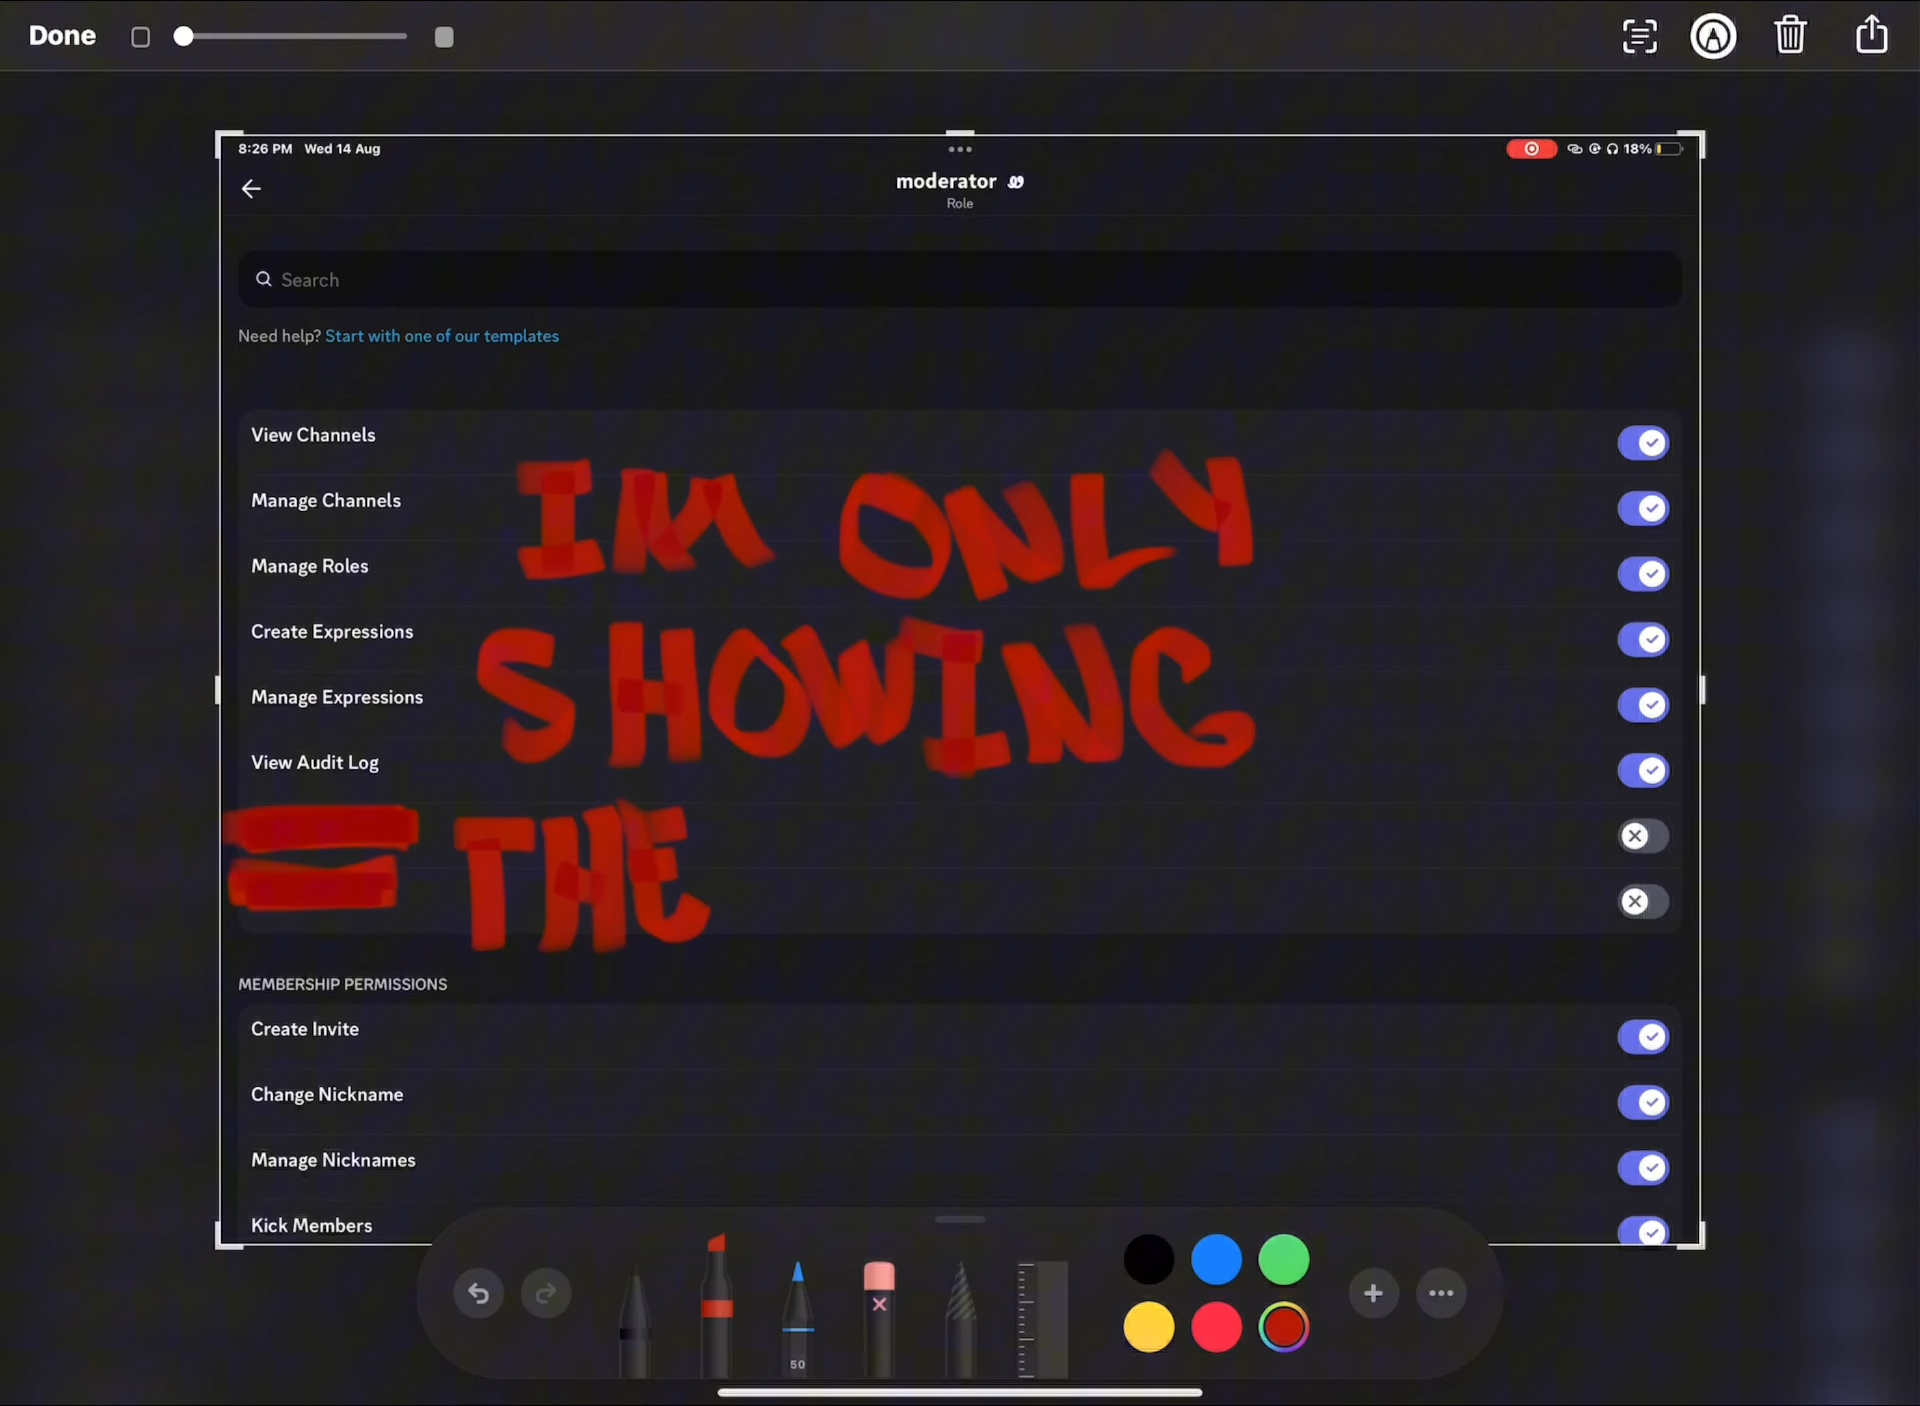 Done
8:26 PM Wed 14 Aug
18%
moderator
Role
Search
Need help? Start with one of our templates
View Channels
Manage Channels
Manage Roles
Create Expressions
Manage Expressions
View Audit Log
IM ONLY
SHOWING
THE
MEMBERSHIP PERMISSIONS
Create Invite
Change Nickname
Manage Nicknames
Kick Members
50